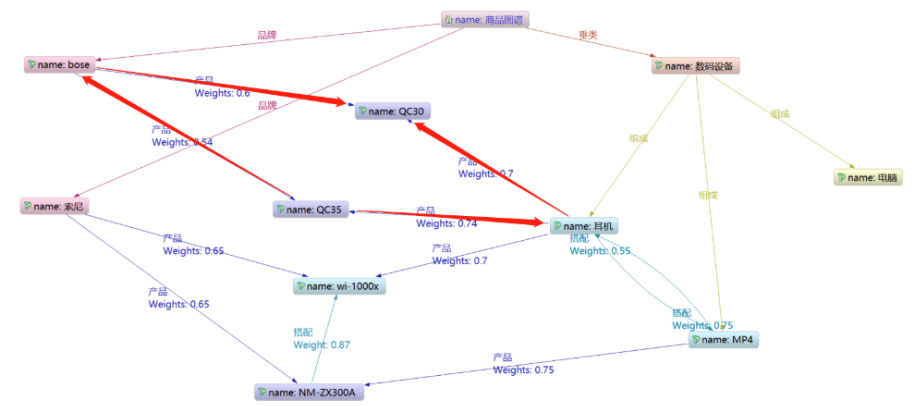 name: 商品图谱
品牌
垂类
name: bose
name: 数码设备
产品
Weights: 0.6
品牌
name: QC30
组成
组成
产品
Weights: 0.54
产品
Weights: 0.7
name: 电脑
组成
name: 索尼
name: QC35
产品
Weights: 0.74
name: 耳机
产品
Weights: 0.65
产品
Weights: 0.7
搭配
Weights: 0.55
name: wi-1000x
产品
Weights: 0.65
搭配
Weights: 0.75
搭配
Weight: 0.87
name: MP4
产品
Weights: 0.75
name: NM-ZX300A